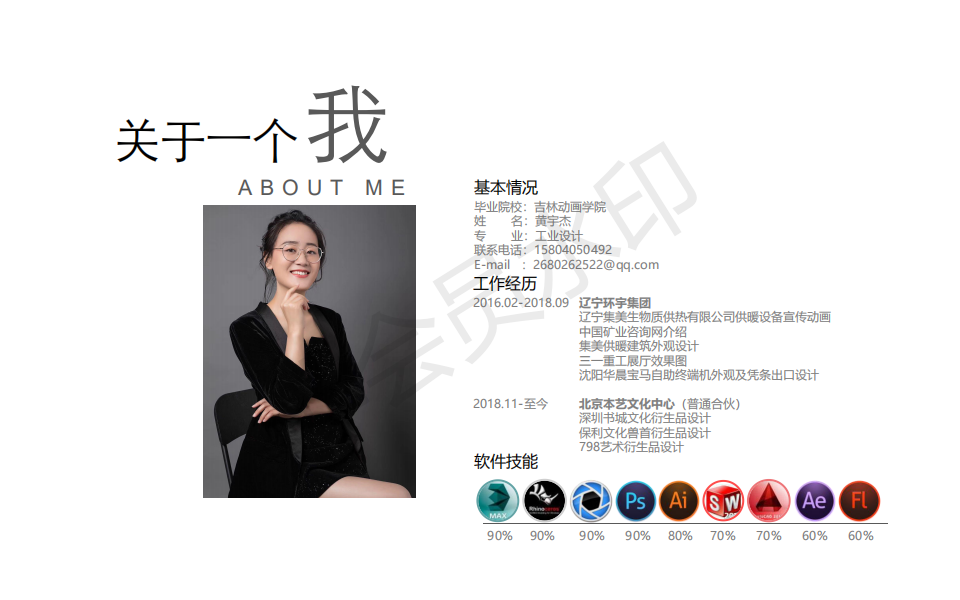 关于一个我
ABOUT ME
基本情况
毕业院校：吉林动画学院
姓　　名：黄宇杰
专　　业：工业设计
联系电话：15804050492
E-mail ：2680262522@qq.com
工作经历
2016.02-2018.09 辽宁环宇集团
辽宁集美生物质供热有限公司供暖设备宣传动画
中国矿业咨询网介绍
集美供暖建筑外观设计
三一重工展厅效果图
沈阳华晨宝马自助终端机外观及凭条出口设计
2018.11-至今 北京本艺文化中心（普通合伙）
深圳书城文化衍生品设计
保利文化兽首衍生品设计
798艺术衍生品设计
软件技能
MAX Rhinoceros Ps Ai SW Ae Fl
90% 90% 90% 90% 80% 70% 70% 60% 60%
会员水印